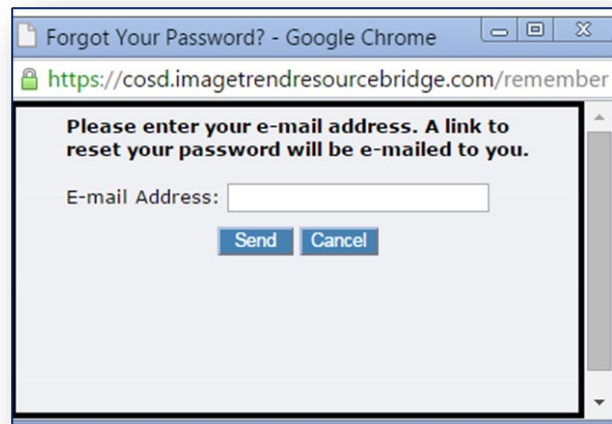 Forgot Your Password? - Google Chrome
https://cosd.imagetrendresourcebridge.com/remember
Please enter your e-mail address. A link to
reset your password will be e-mailed to you.
E-mail Address:
Send Cancel